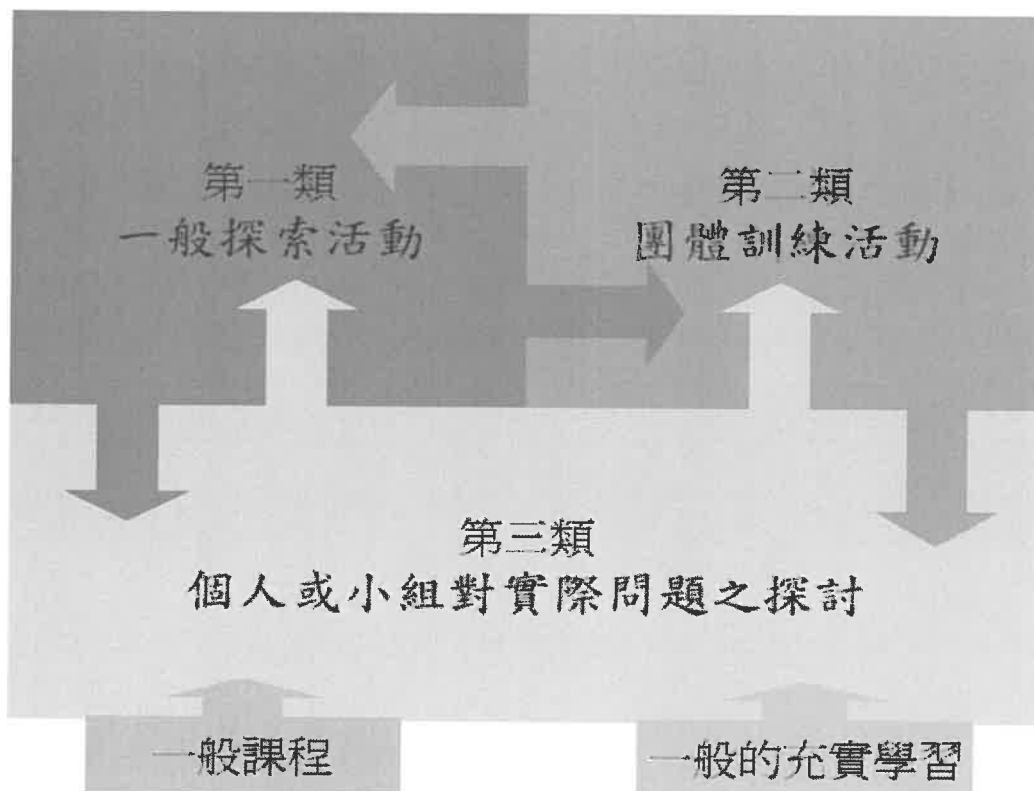 第一類
一般探索活動
第二類
團體訓練活動
第三類
個人或小組對實際問題之探討
一般課程
一般的充實學習